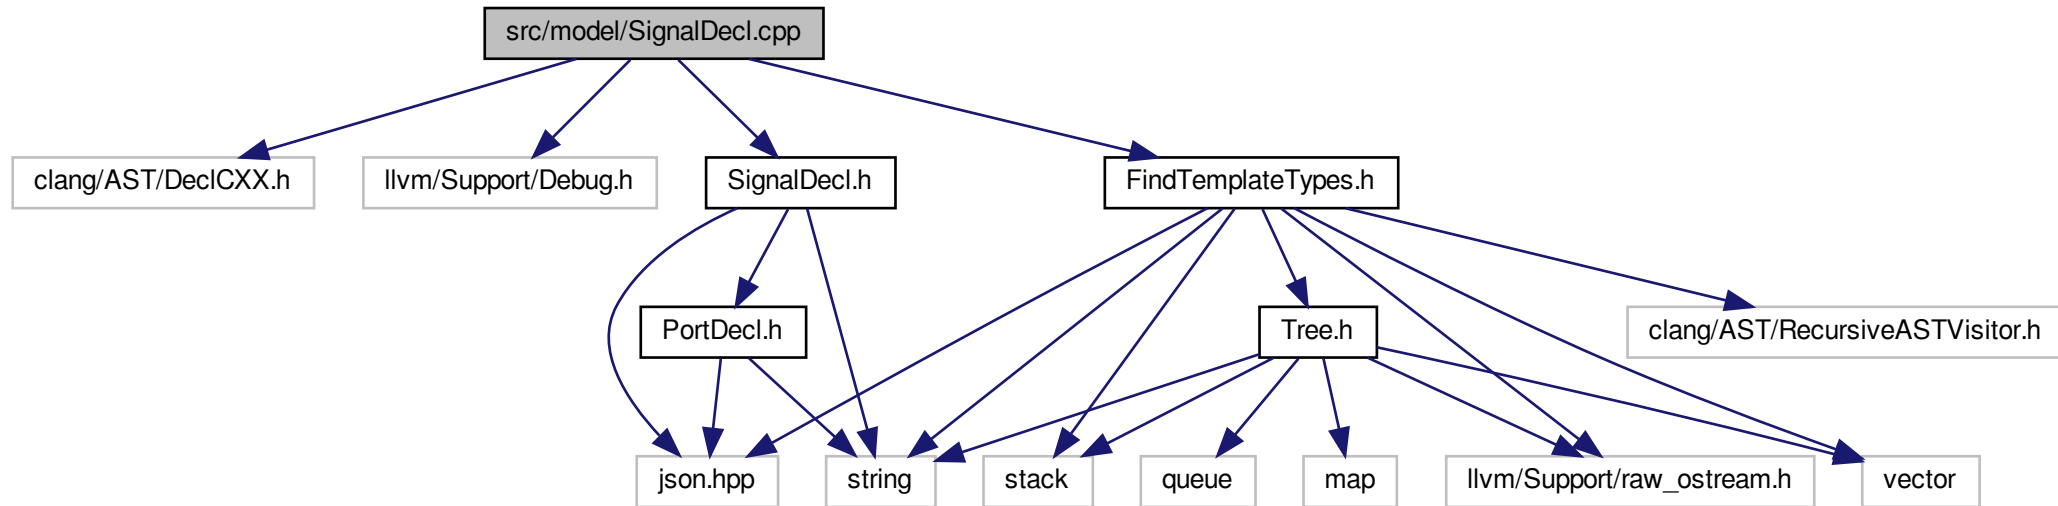 src/model/SignalDecl.cpp
clang/AST/DeclCXX.h
llvm/Support/Debug.h
SignalDecl.h
FindTemplateTypes.h
PortDecl.h
Tree.h
clang/AST/RecursiveASTVisitor.h
json.hpp
string
stack
queue
map
llvm/Support/raw_ostream.h
vector